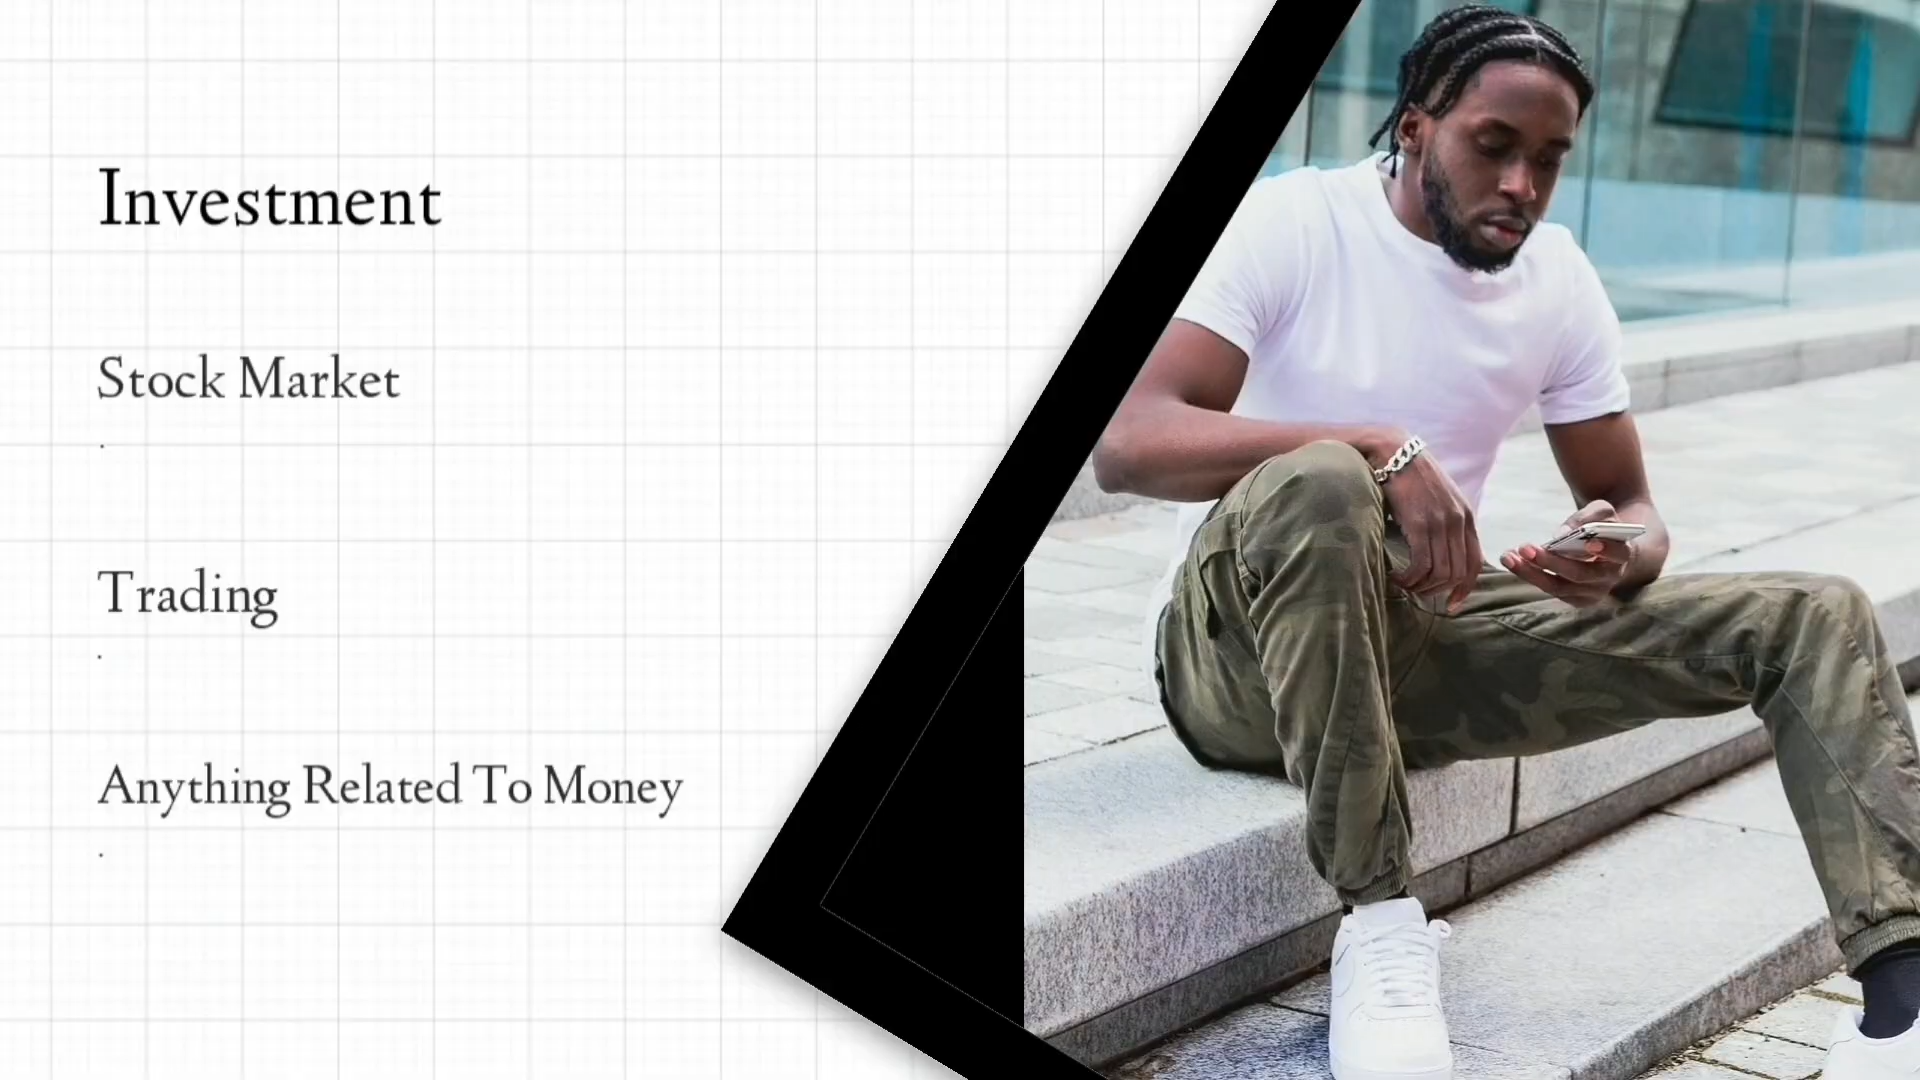 Investment
Stock Market
.
Trading
.
Anything Related To Money
.